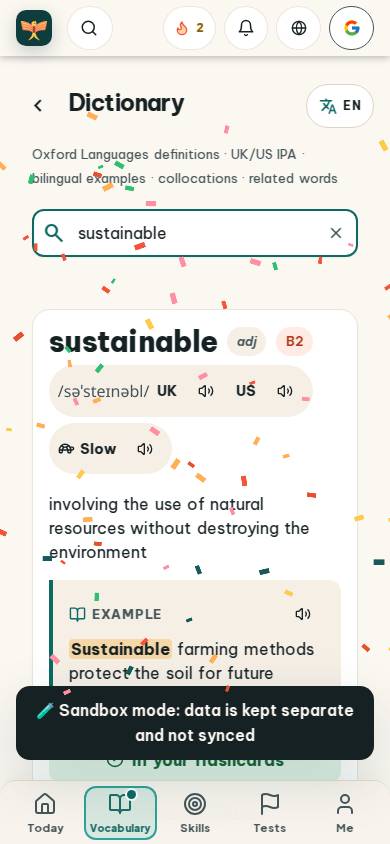 2
Dictionary
EN
Oxford Languages definitions · UK/US IPA ·
bilingual examples · collocations · related words
sustainable
sustainable adj B2
/səˈsteɪnəbl/ UK US
Slow
involving the use of natural
resources without destroying the
environment
EXAMPLE
Sustainable farming methods
protect the soil for future
🧪 Sandbox mode: data is kept separate
and not synced
In your flashcards
Today Vocabulary Skills Tests Me